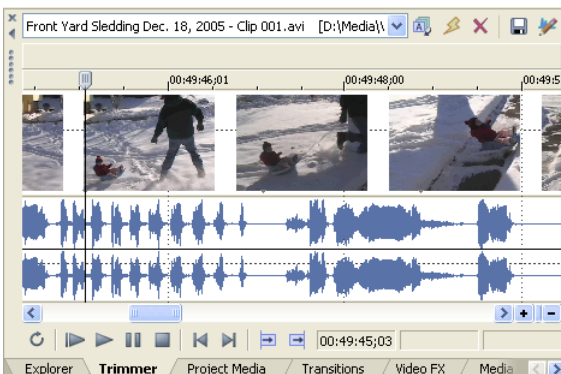 Front Yard Sledding Dec. 18, 2005 - Clip 001.avi [D:\Media\
00:49:46;01 00:49:48;00 00:49:5
00:49:45;03
Explorer Trimmer Project Media Transitions Video FX Media